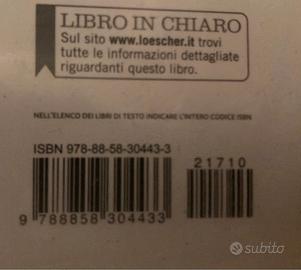 LIBRO IN CHIARO
Sul sito www.loescher.it trovi
tutte le informazioni dettagliate
riguardanti questo libro.
NELL'ELENCO DEI LIBRI DI TESTO INDICARE L'INTERO CODICE ISBN
ISBN 978-88-58-30443-3
21710
9 788858 304433
subito